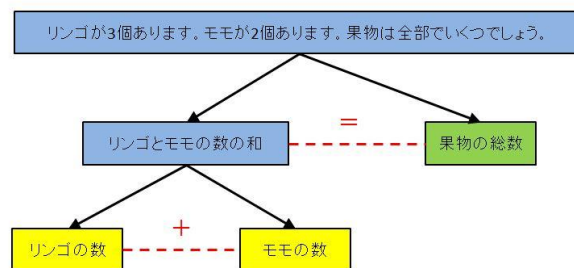 リンゴが3個あります。モモが2個あります。果物は全部でいくつでしょう。
=
リンゴとモモの数の和
果物の総数
+
リンゴの数
モモの数